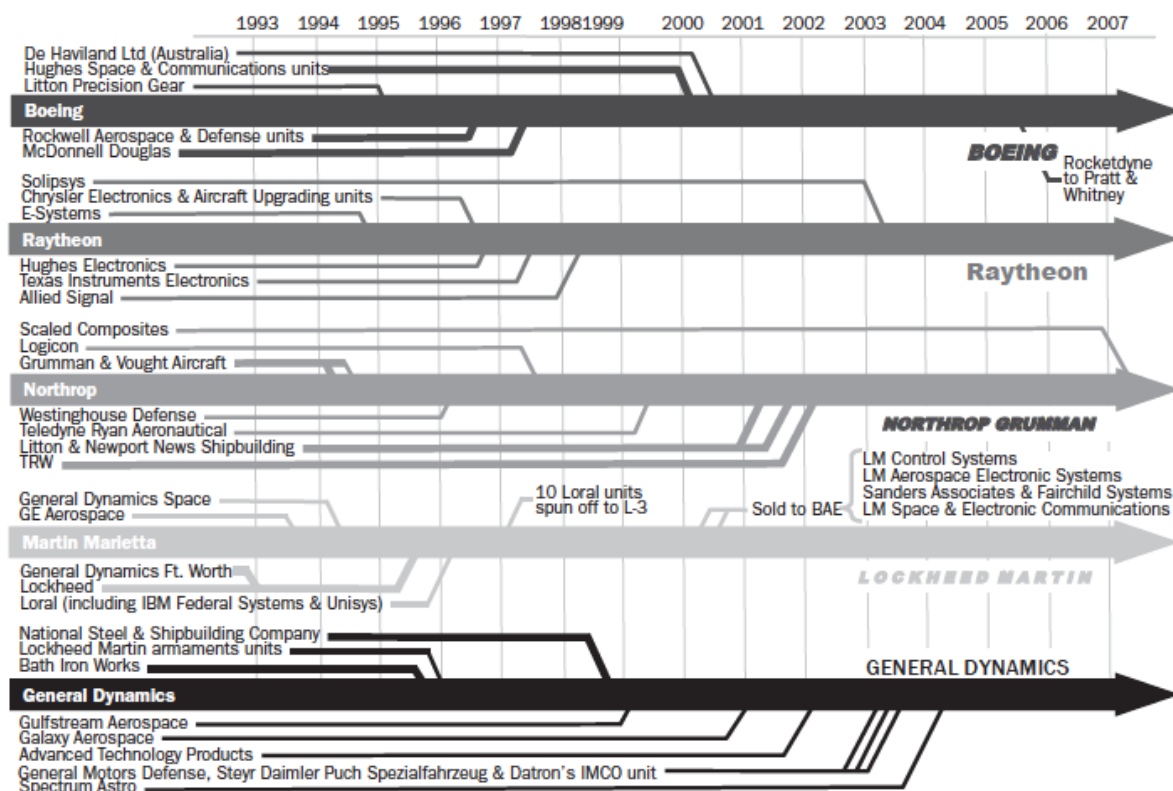 1993 1994 1995 1996 1997 1998 1999 2000 2001 2002 2003 2004 2005 2006 2007
De Haviland Ltd (Australia)
Hughes Space & Communications units
Litton Precision Gear
Boeing
Rockwell Aerospace & Defense units
McDonnell Douglas
BOEING
Rocketdyne
to Pratt &
Whitney
Solipsys
Chrysler Electronics & Aircraft Upgrading units
E-Systems
Raytheon
Hughes Electronics
Texas Instruments Electronics
Allied Signal
Raytheon
Scaled Composites
Logicon
Grumman & Vought Aircraft
Northrop
Westinghouse Defense
Teledyne Ryan Aeronautical
Litton & Newport News Shipbuilding
TRW
NORTHROP GRUMMAN
General Dynamics Space
GE Aerospace
10 Loral units
spun off to L-3
Sold to BAE
LM Control Systems
LM Aerospace Electronic Systems
Sanders Associates & Fairchild Systems
LM Space & Electronic Communications
Martin Marietta
General Dynamics Ft. Worth
Lockheed
Loral (including IBM Federal Systems & Unisys)
LOCKHEED MARTIN
National Steel & Shipbuilding Company
Lockheed Martin armaments units
Bath Iron Works
GENERAL DYNAMICS
General Dynamics
Gulfstream Aerospace
Galaxy Aerospace
Advanced Technology Products
General Motors Defense, Steyr Daimler Puch Spezialfahrzeug & Datron's IMCO unit
Spectrum Astro